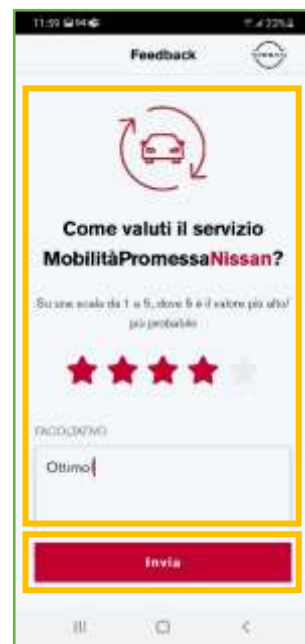 11:59
Feedback
Come valuti il servizio
MobilitàPromessaNissan?
Su una scala da 1 a 5, dove 5 è il valore più alto/
più probabile
FACOLTATIVO
Ottimo
Invia